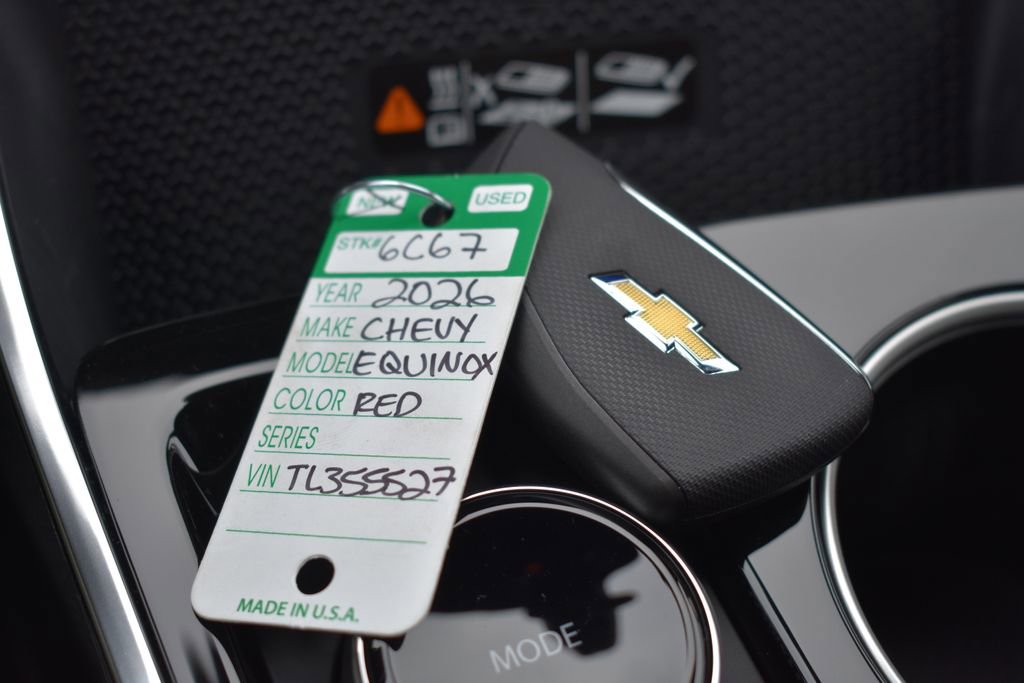 NEW USED
STK# 6C67
YEAR 2026
MAKE CHEVY
MODEL EQUINOX
COLOR RED
SERIES
VIN TL355527
MADE IN U.S.A.
MODE